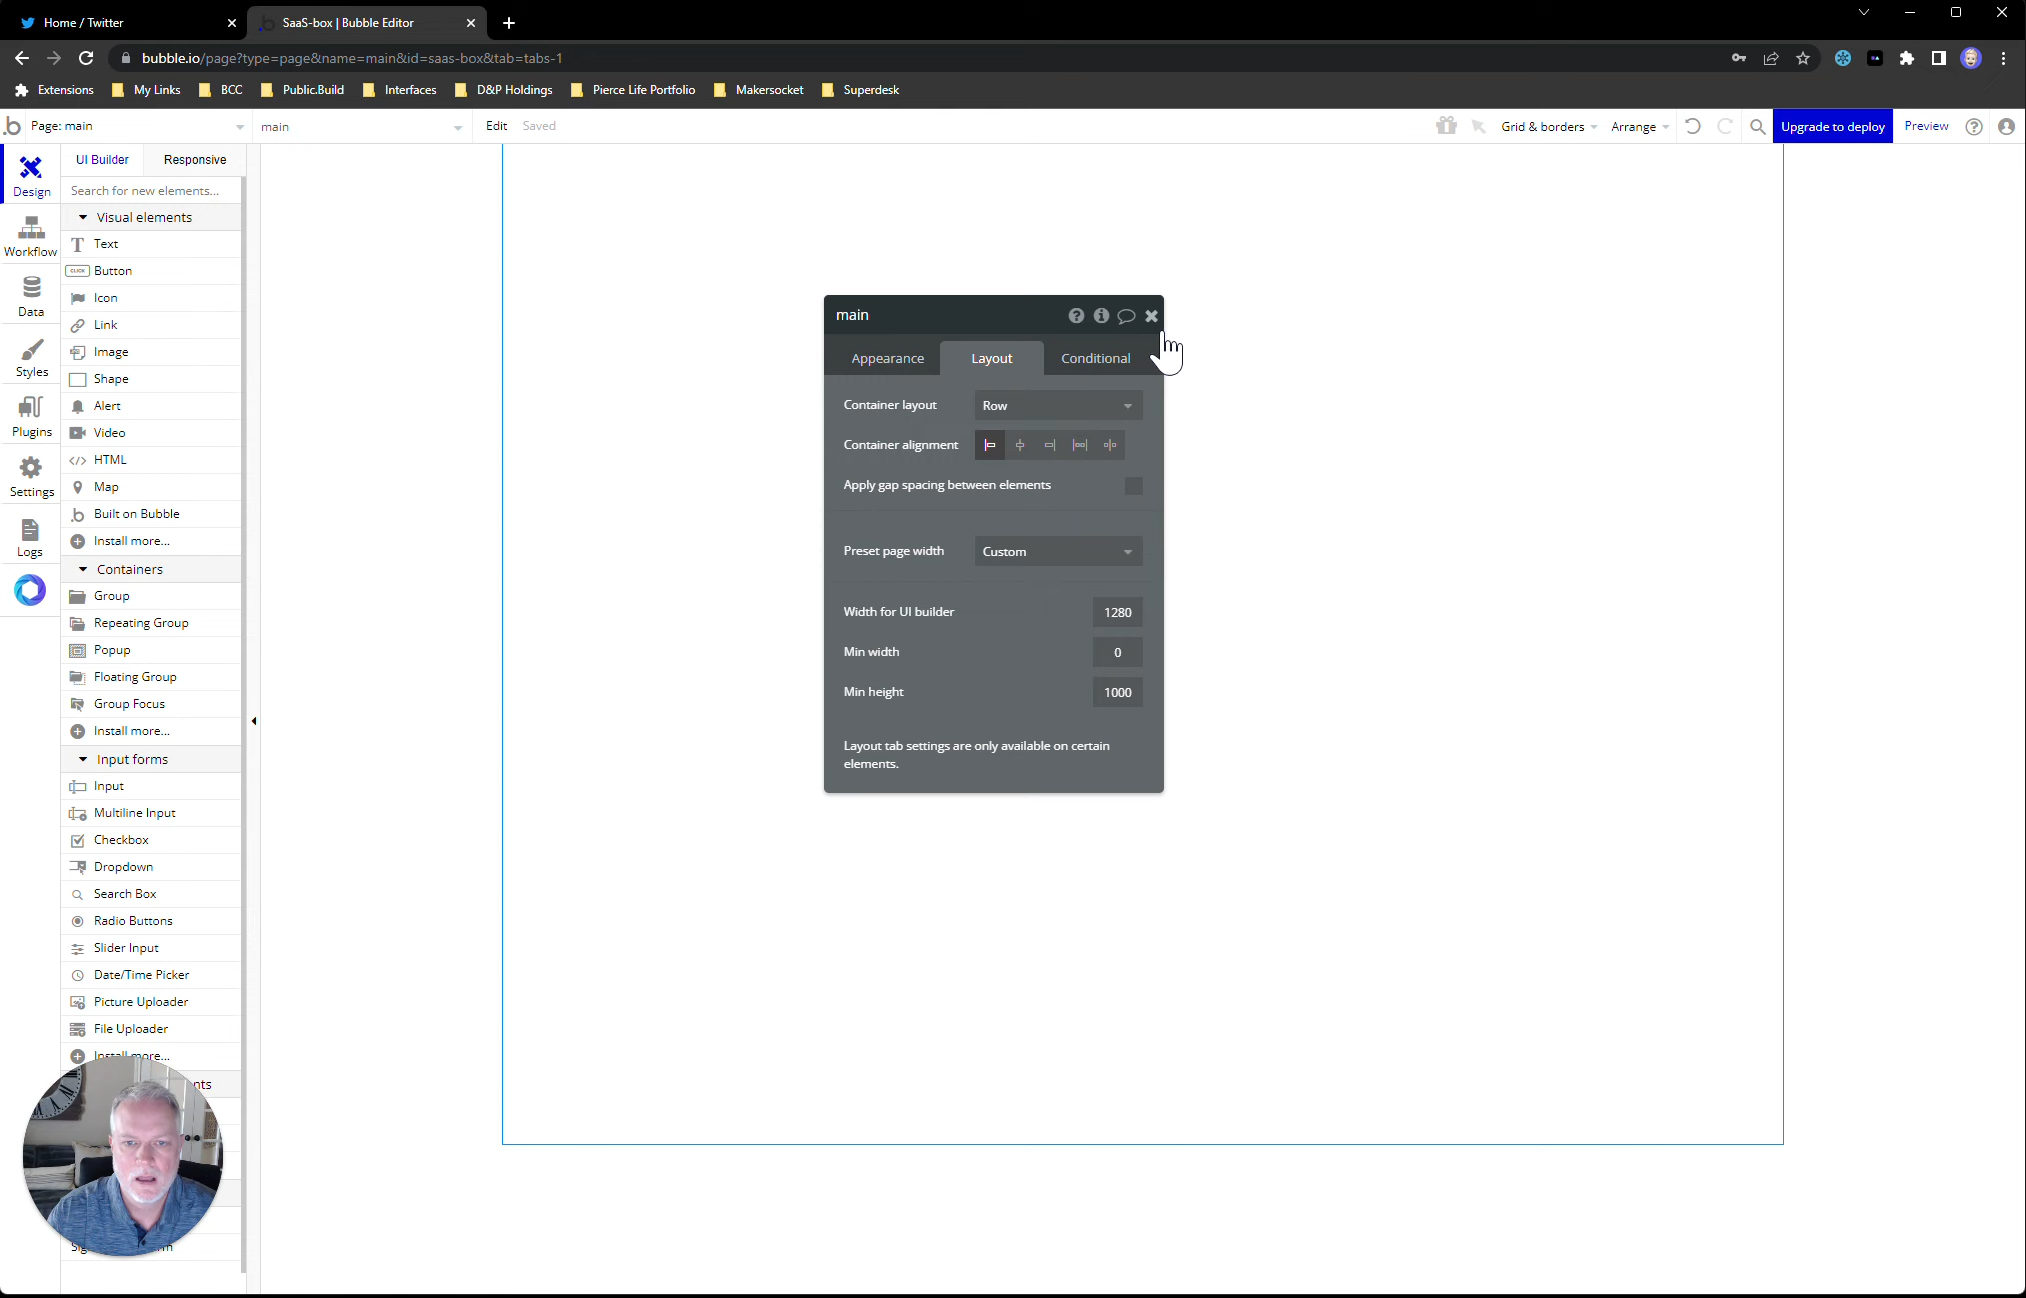 Home / Twitter
SaaS-box | Bubble Editor
bubble.io/page?type=page&name=main&id=saas-box&tab=tabs-1
Extensions
My Links
BCC
Public.Build
Interfaces
D&P Holdings
Pierce Life Portfolio
Makersocket
Superdesk
Page: main
main
Edit
Saved
Grid & borders
Arrange
Upgrade to deploy
Preview
Design
Workflow
Data
Styles
Plugins
Settings
Logs
UI Builder
Responsive
Search for new elements...
Visual elements
Text
CLICK
Button
Icon
Link
Image
Shape
Alert
Video
HTML
Map
Built on Bubble
Install more...
Containers
Group
Repeating Group
Popup
Floating Group
Group Focus
Install more...
Input forms
Input
Multiline Input
Checkbox
Dropdown
Search Box
Radio Buttons
Slider Input
Date/Time Picker
Picture Uploader
File Uploader
Install more...
main
Appearance
Layout
Conditional
Container layout
Row
Container alignment
Apply gap spacing between elements
Preset page width
Custom
Width for UI builder
1280
Min width
0
Min height
1000
Layout tab settings are only available on certain
elements.